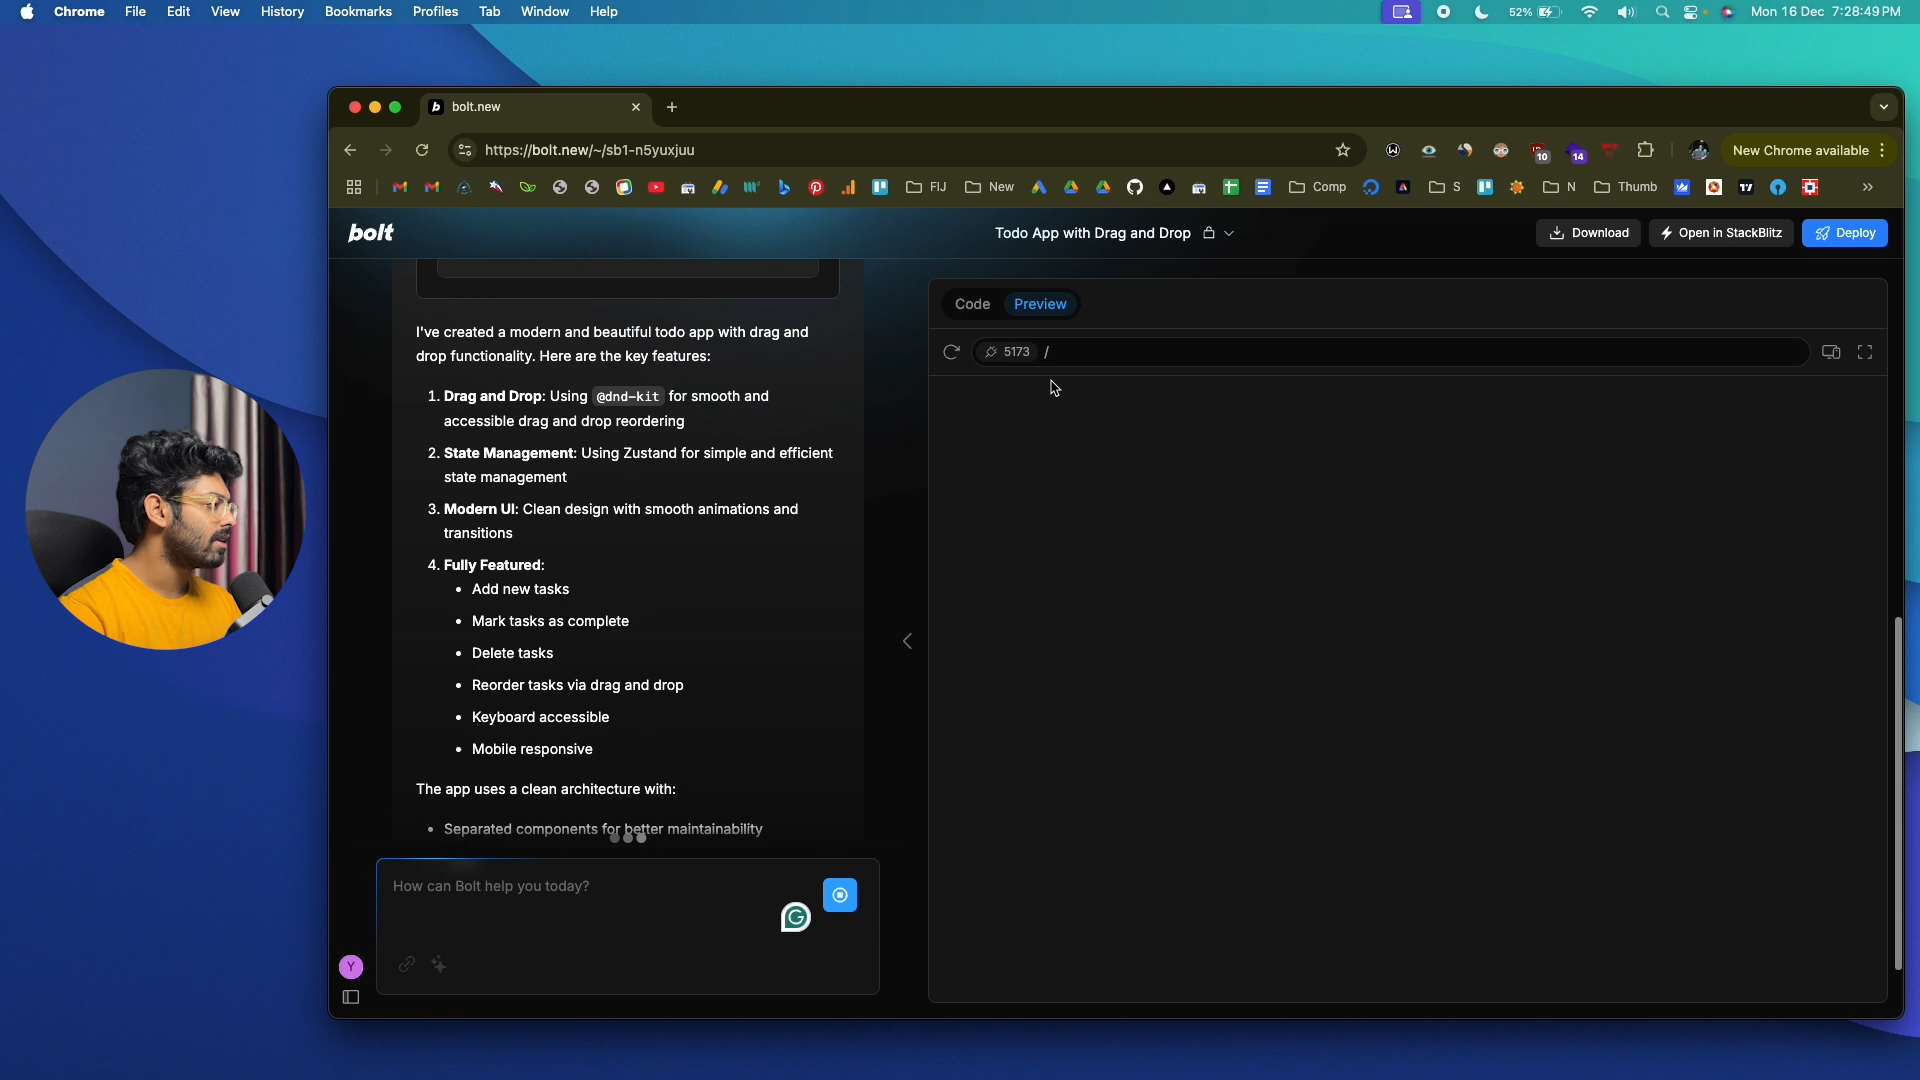 Chrome File Edit View History Bookmarks Profiles Tab Window Help 52% Mon 16 Dec 7:28:49 PM
b bolt.new
https://bolt.new/~/sb1-n5yuxjuu 10 14 New Chrome available
FIJ New Comp S N Thumb
bolt Todo App with Drag and Drop Download Open in StackBlitz Deploy
Code Preview
5173 /
I've created a modern and beautiful todo app with drag and
drop functionality. Here are the key features:
1. Drag and Drop: Using @dnd-kit for smooth and
accessible drag and drop reordering
2. State Management: Using Zustand for simple and efficient
state management
3. Modern UI: Clean design with smooth animations and
transitions
4. Fully Featured:
• Add new tasks
• Mark tasks as complete
• Delete tasks
• Reorder tasks via drag and drop
• Keyboard accessible
• Mobile responsive
The app uses a clean architecture with:
• Separated components for better maintainability
How can Bolt help you today?
Y